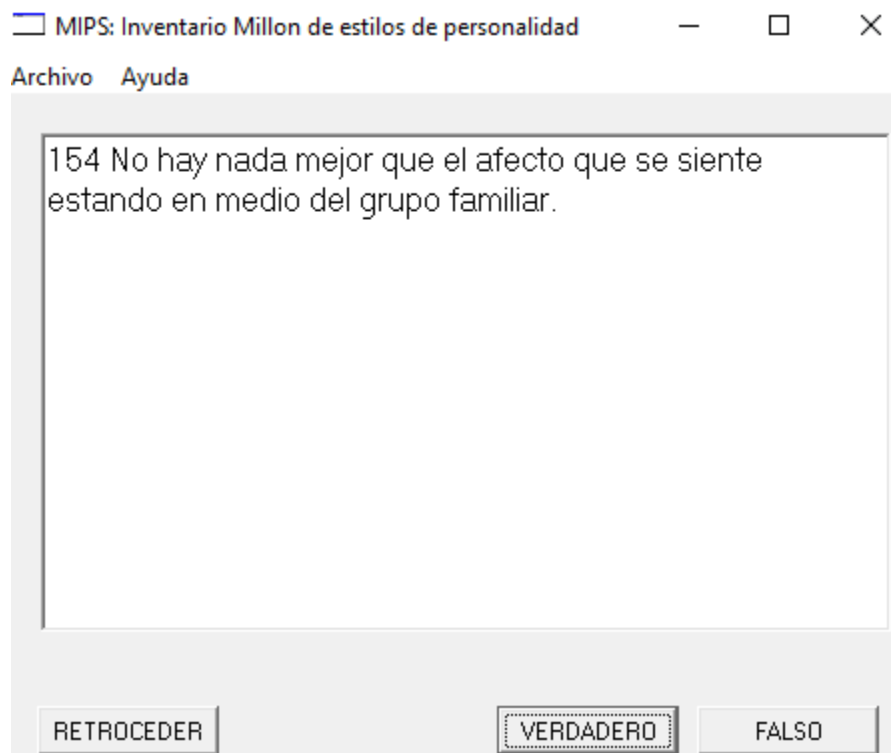 MIPS: Inventario Millon de estilos de personalidad
Archivo Ayuda
154 No hay nada mejor que el afecto que se siente
estando en medio del grupo familiar.
RETROCEDER VERDADERO FALSO